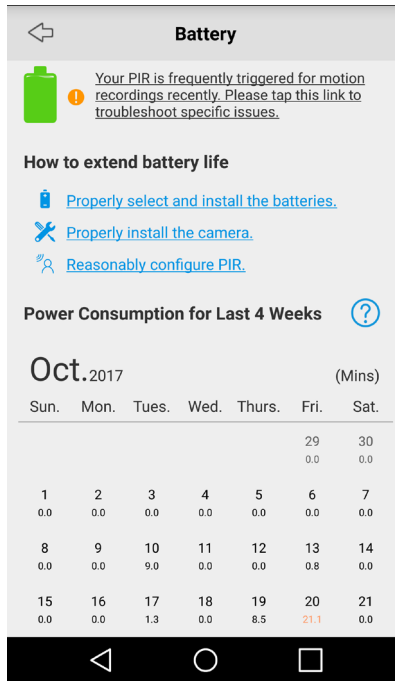 Battery
Your PIR is frequently triggered for motion
recordings recently. Please tap this link to
troubleshoot specific issues.
How to extend battery life
Properly select and install the batteries.
Properly install the camera.
Reasonably configure PIR.
Power Consumption for Last 4 Weeks ?
Oct.2017 (Mins)
Sun. Mon. Tues. Wed. Thurs. Fri. Sat.
29 30
0.0 0.0
1 2 3 4 5 6 7
0.0 0.0 0.0 0.0 0.0 0.0 0.0
8 9 10 11 12 13 14
0.0 0.0 9.0 0.0 0.0 0.8 0.0
15 16 17 18 19 20 21
0.0 0.0 1.3 0.0 8.5 21.1 0.0